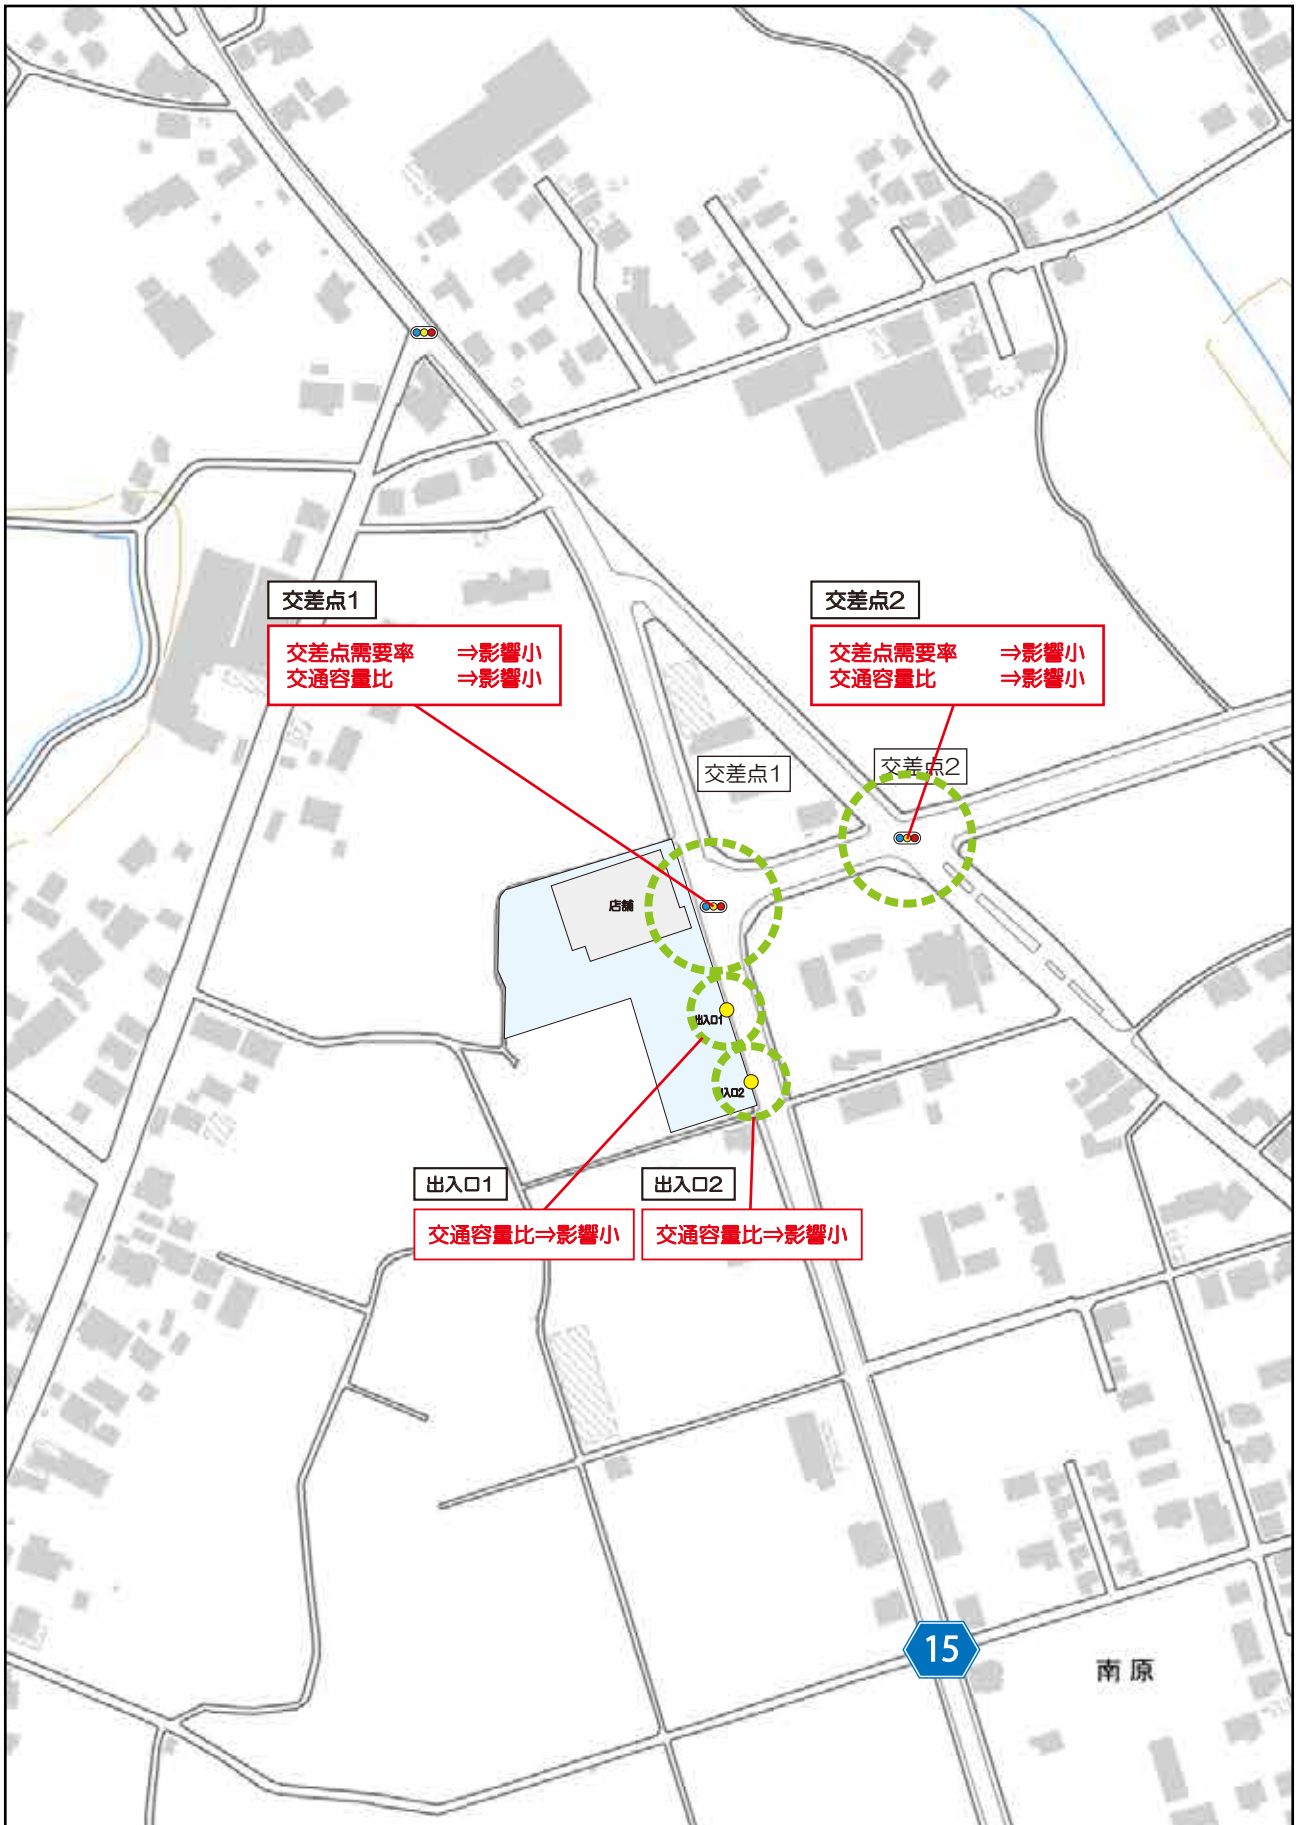 交差点1
交差点需要率 ⇒影響小
交通容量比 ⇒影響小
交差点2
交差点需要率 ⇒影響小
交通容量比 ⇒影響小
交差点1
交差点2
店舗
出入口1
入口2
出入口1
交通容量比⇒影響小
出入口2
交通容量比⇒影響小
15
南原